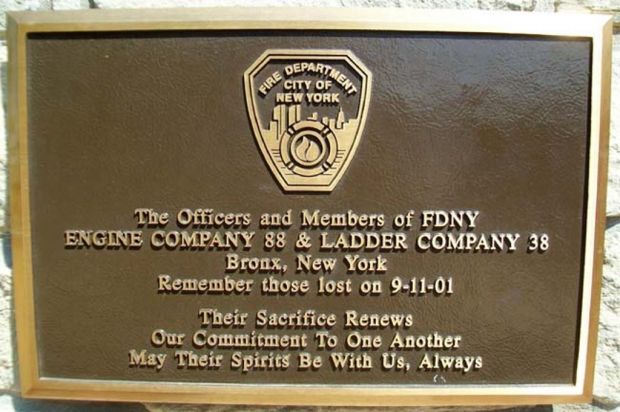 FIRE DEPARTMENT
CITY OF
NEW YORK
The Officers and Members of FDNY
ENGINE COMPANY 88 & LADDER COMPANY 38
Bronx, New York
Remember those lost on 9-11-01
Their Sacrifice Renews
Our Commitment To One Another
May Their Spirits Be With Us, Always